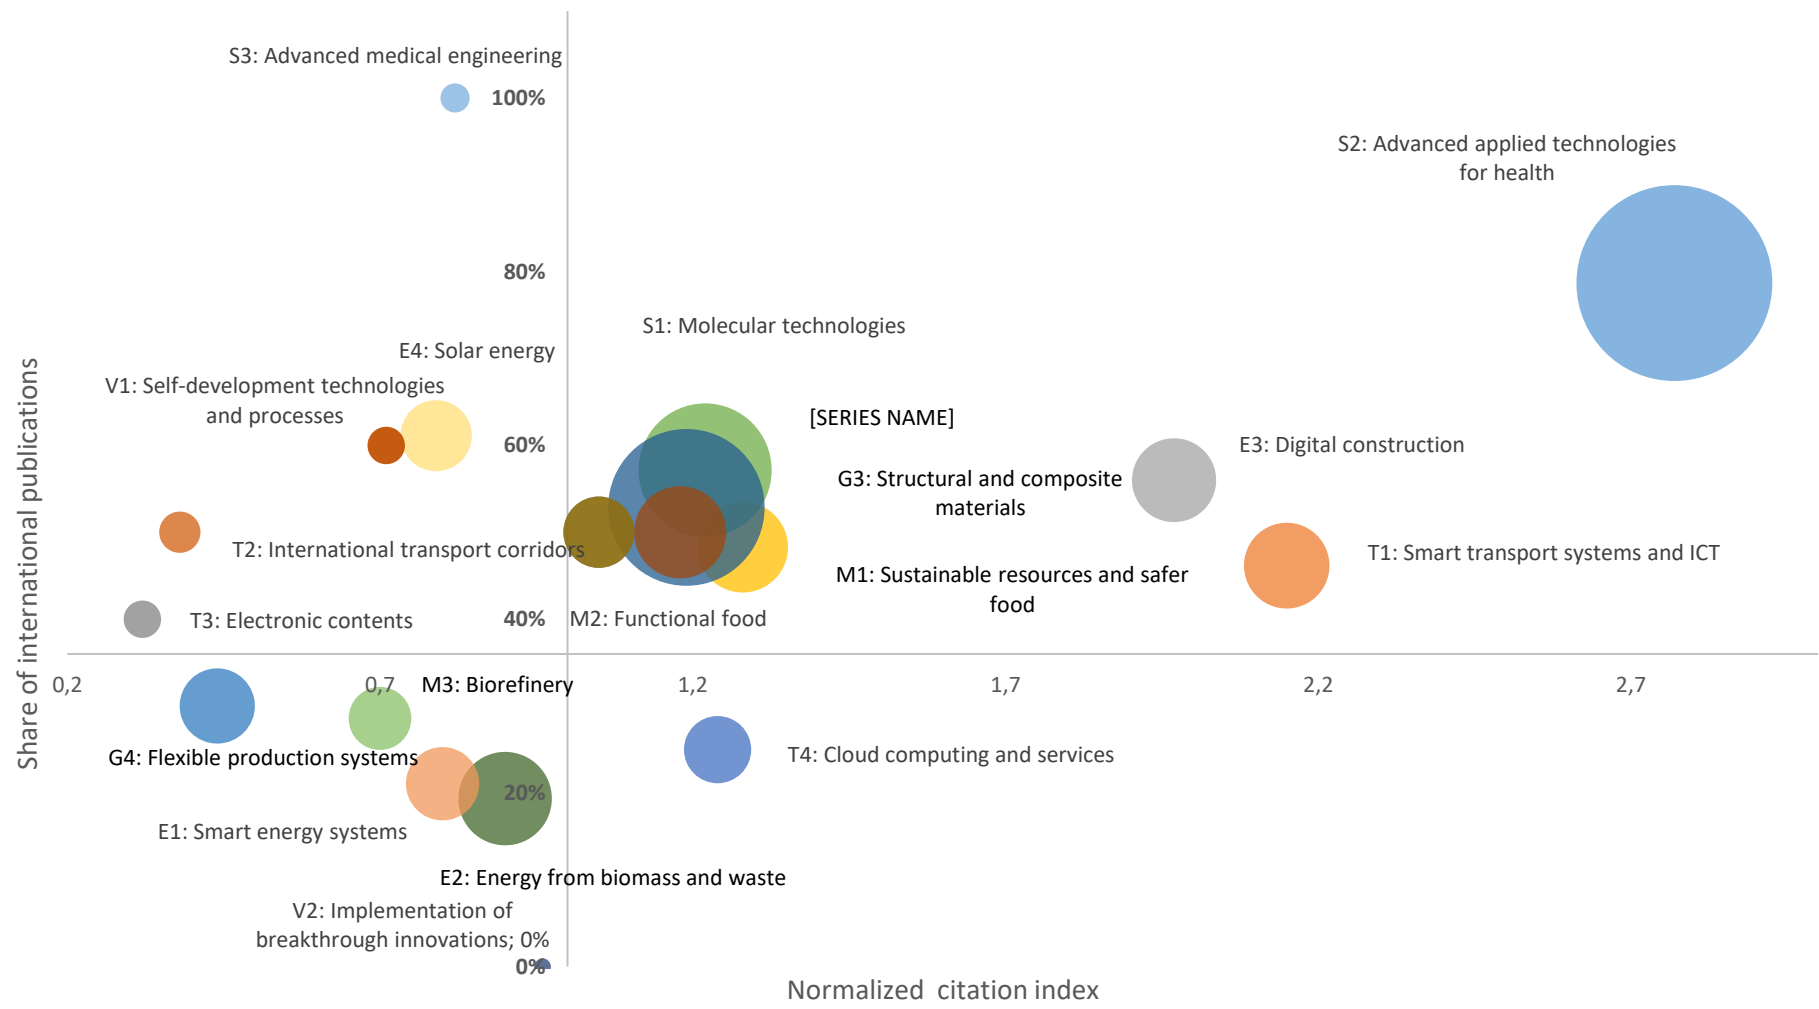 S3: Advanced medical engineering
100%
S2: Advanced applied technologies
for health
80%
S1: Molecular technologies
E4: Solar energy
V1: Self-development technologies
and processes
[SERIES NAME]
60%
E3: Digital construction
G3: Structural and composite
materials
T2: International transport corridors
T1: Smart transport systems and ICT
M1: Sustainable resources and safer
food
T3: Electronic contents
40%
M2: Functional food
Share of international publications
0,2
0,7
M3: Biorefinery
1,2
1,7
2,2
2,7
G4: Flexible production systems
T4: Cloud computing and services
20%
E1: Smart energy systems
E2: Energy from biomass and waste
V2: Implementation of
breakthrough innovations; 0%
0%
Normalized citation index